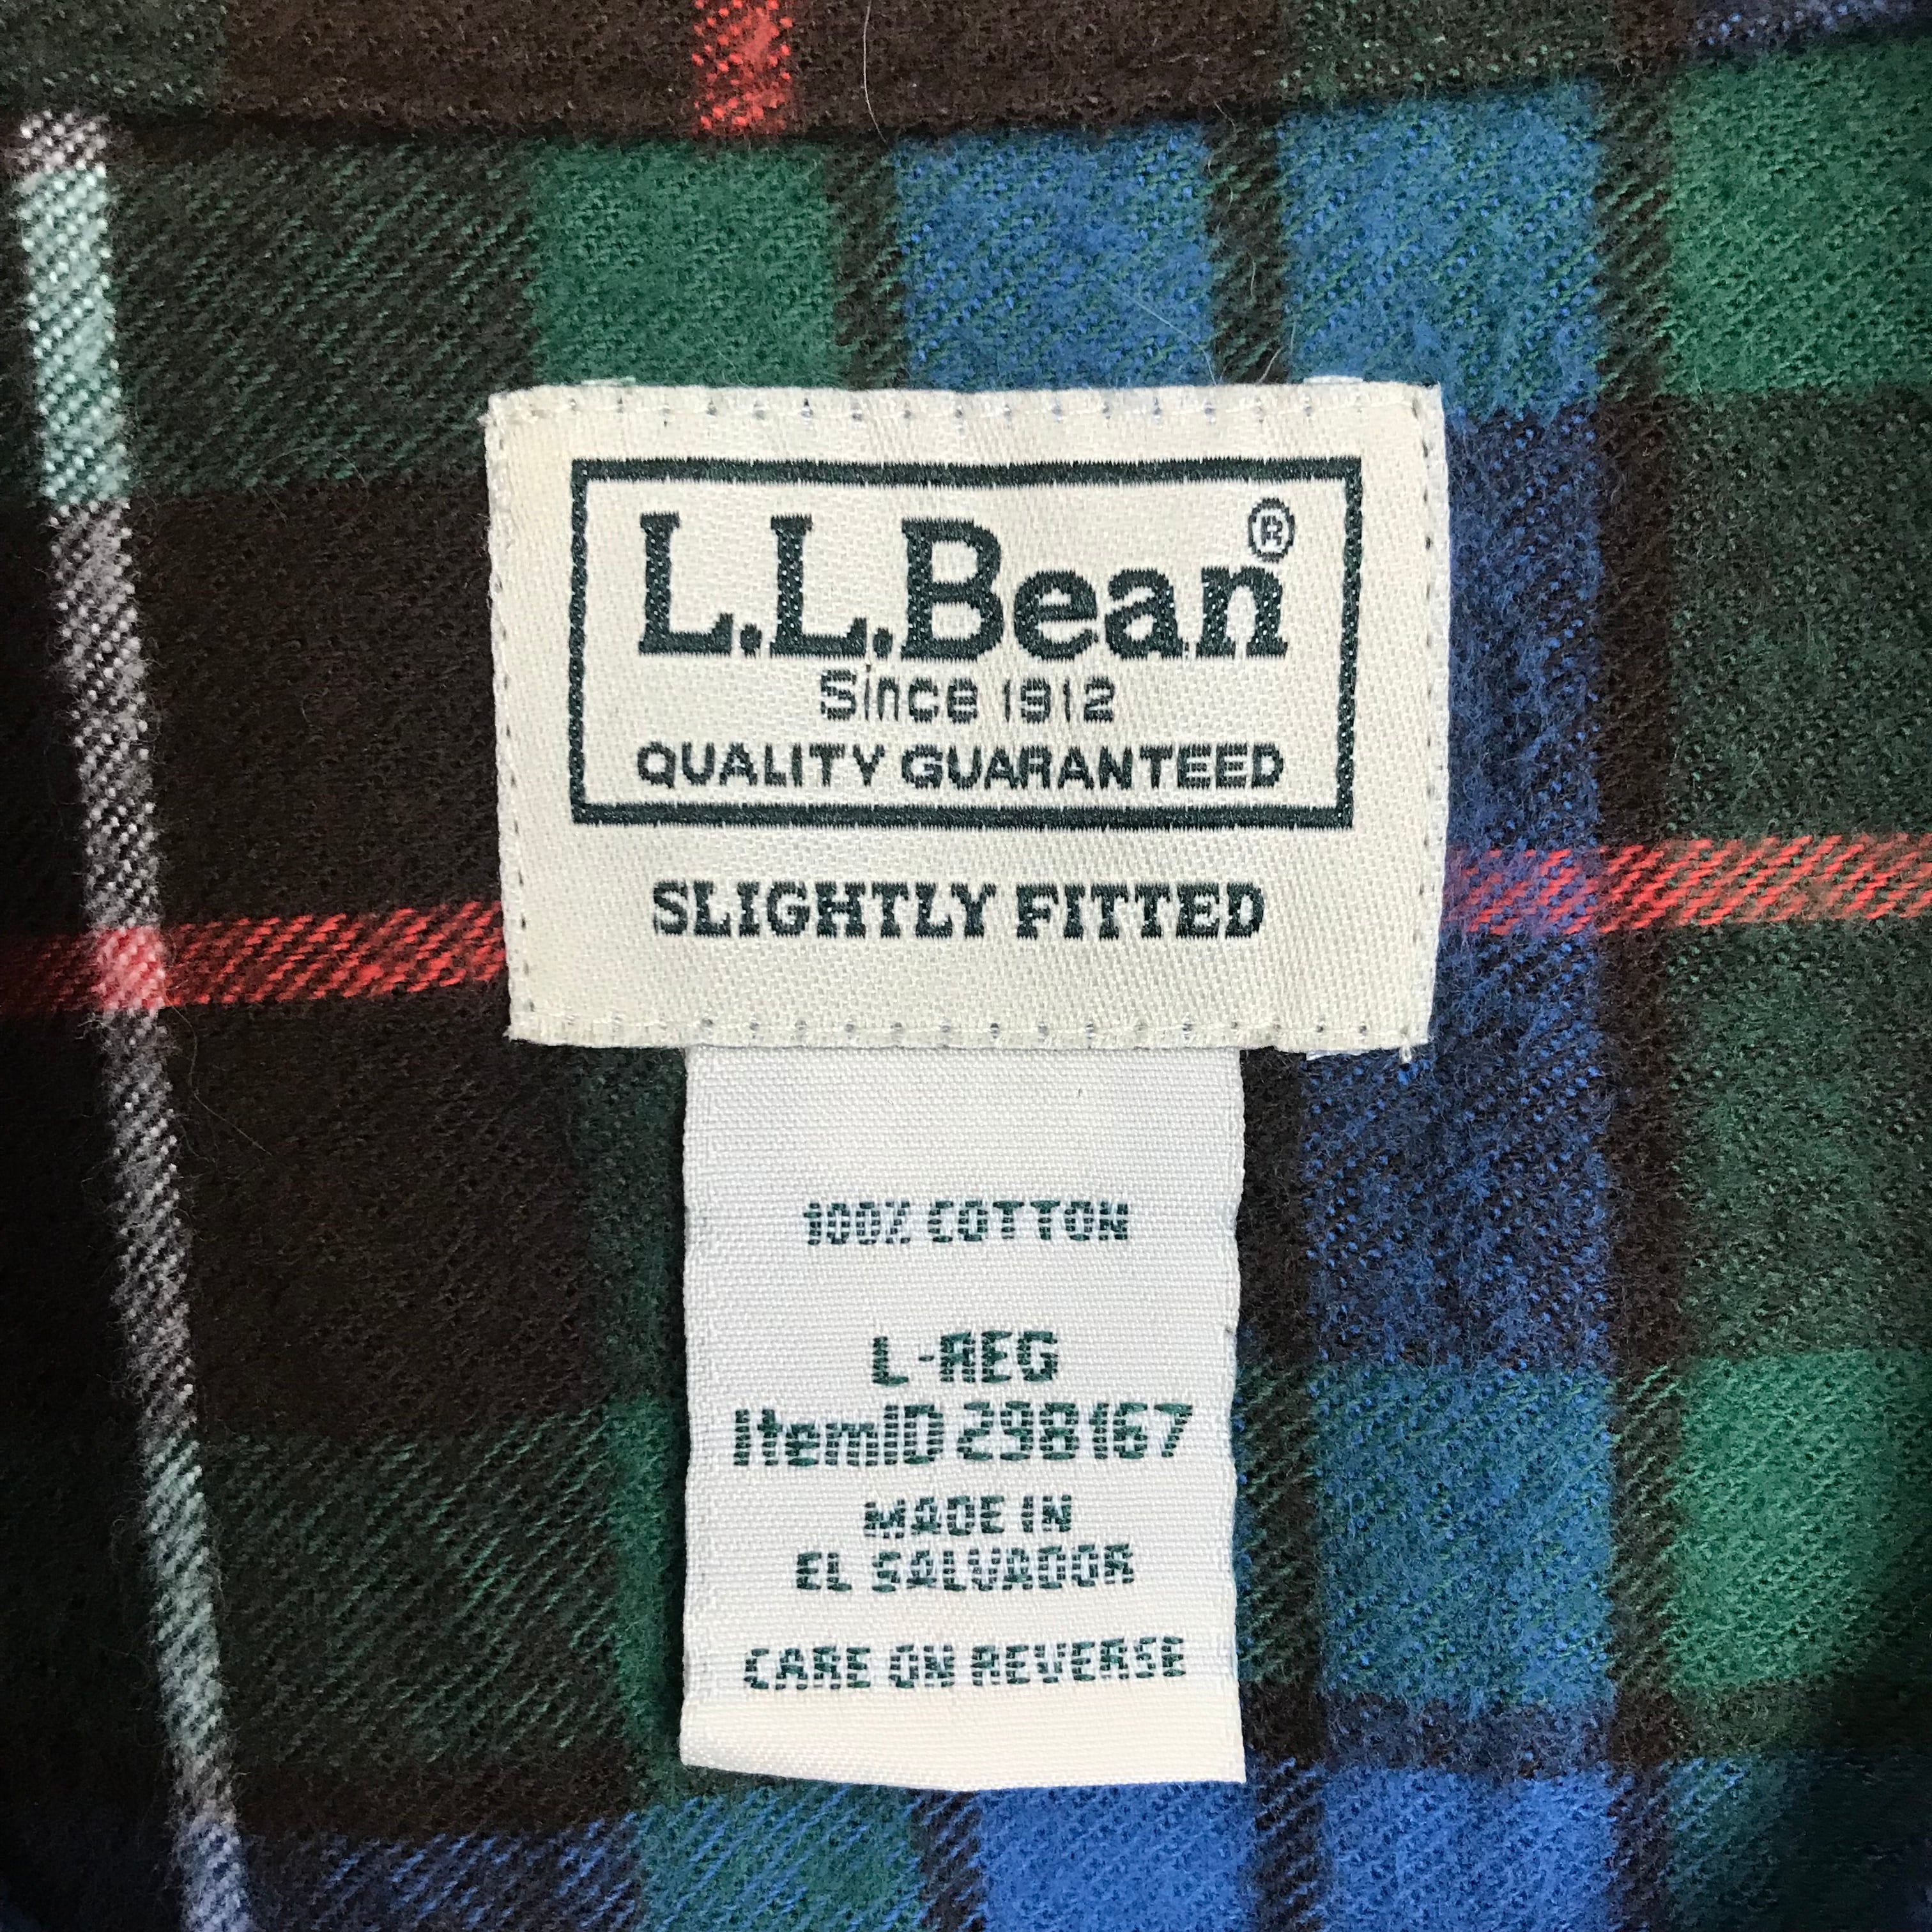 L.L.Bean®
Since 1912
QUALITY GUARANTEED
SLIGHTLY FITTED
100% COTTON
L-REG
ItemID 298167
MADE IN
EL SALVADOR
CARE ON REVERSE